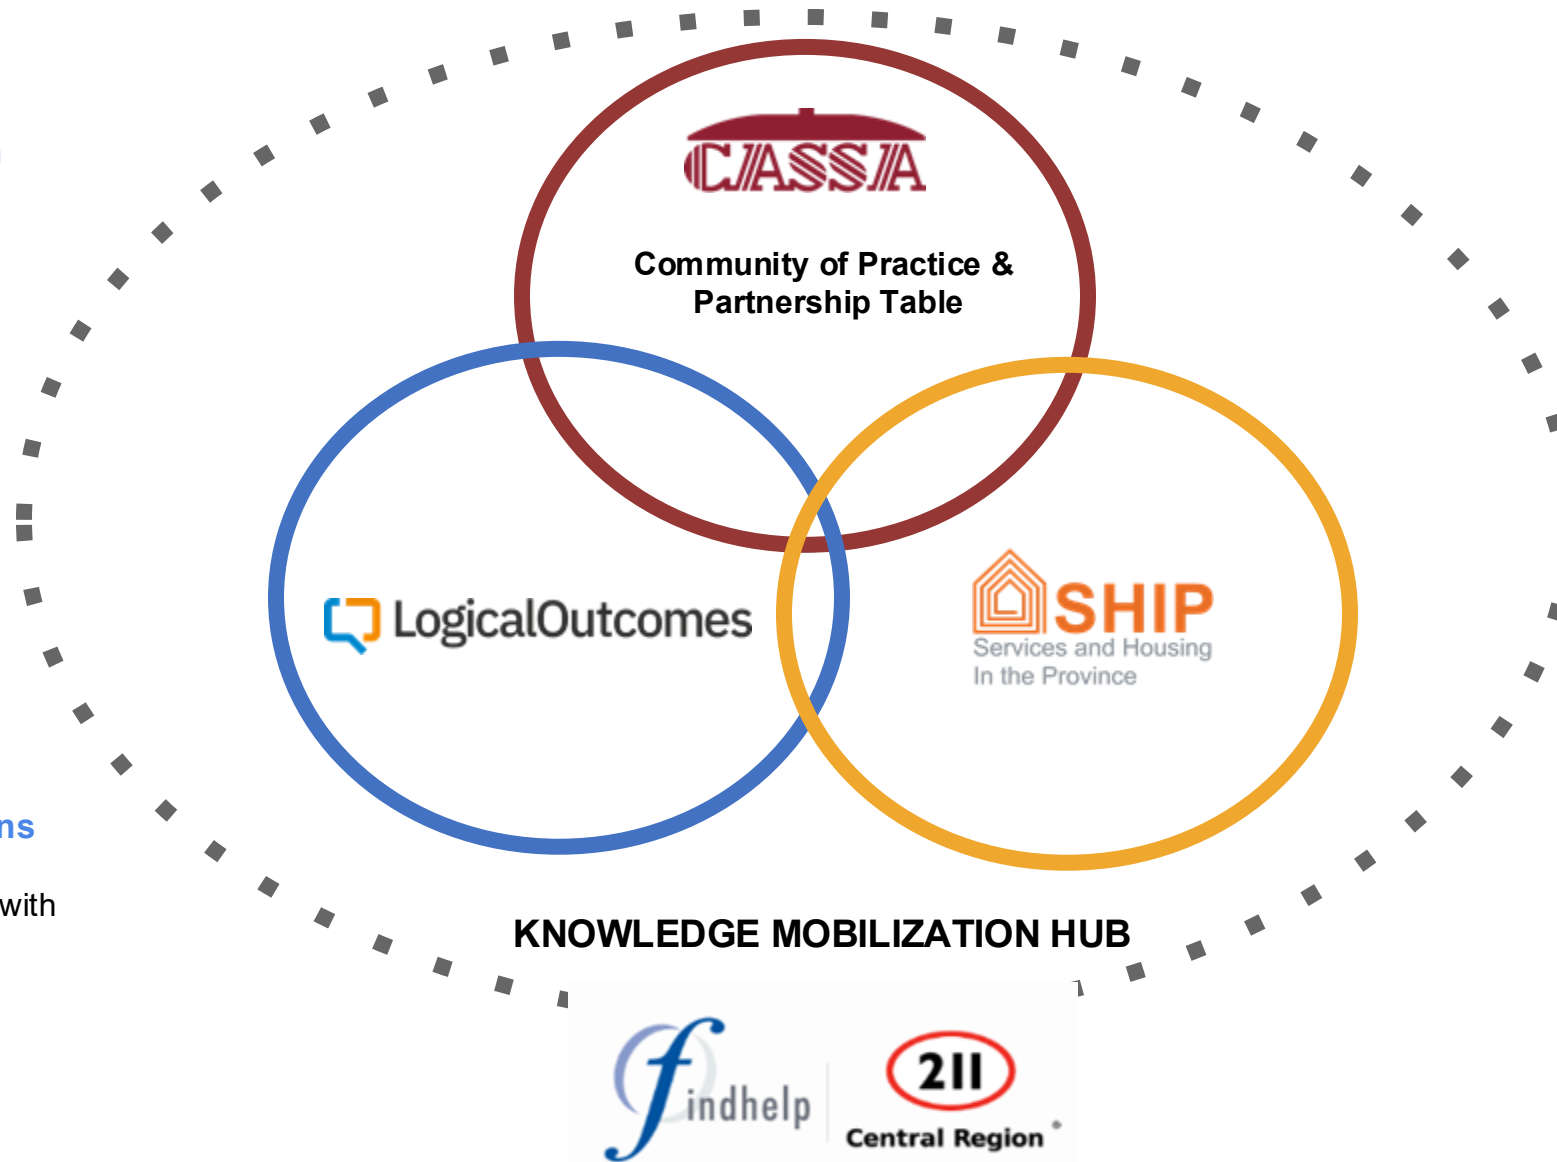 CASSA
Community of Practice &
Partnership Table
LogicalOutcomes
SHIP
Services and Housing
In the Province
ns
with
KNOWLEDGE MOBILIZATION HUB
findhelp
211
Central Region